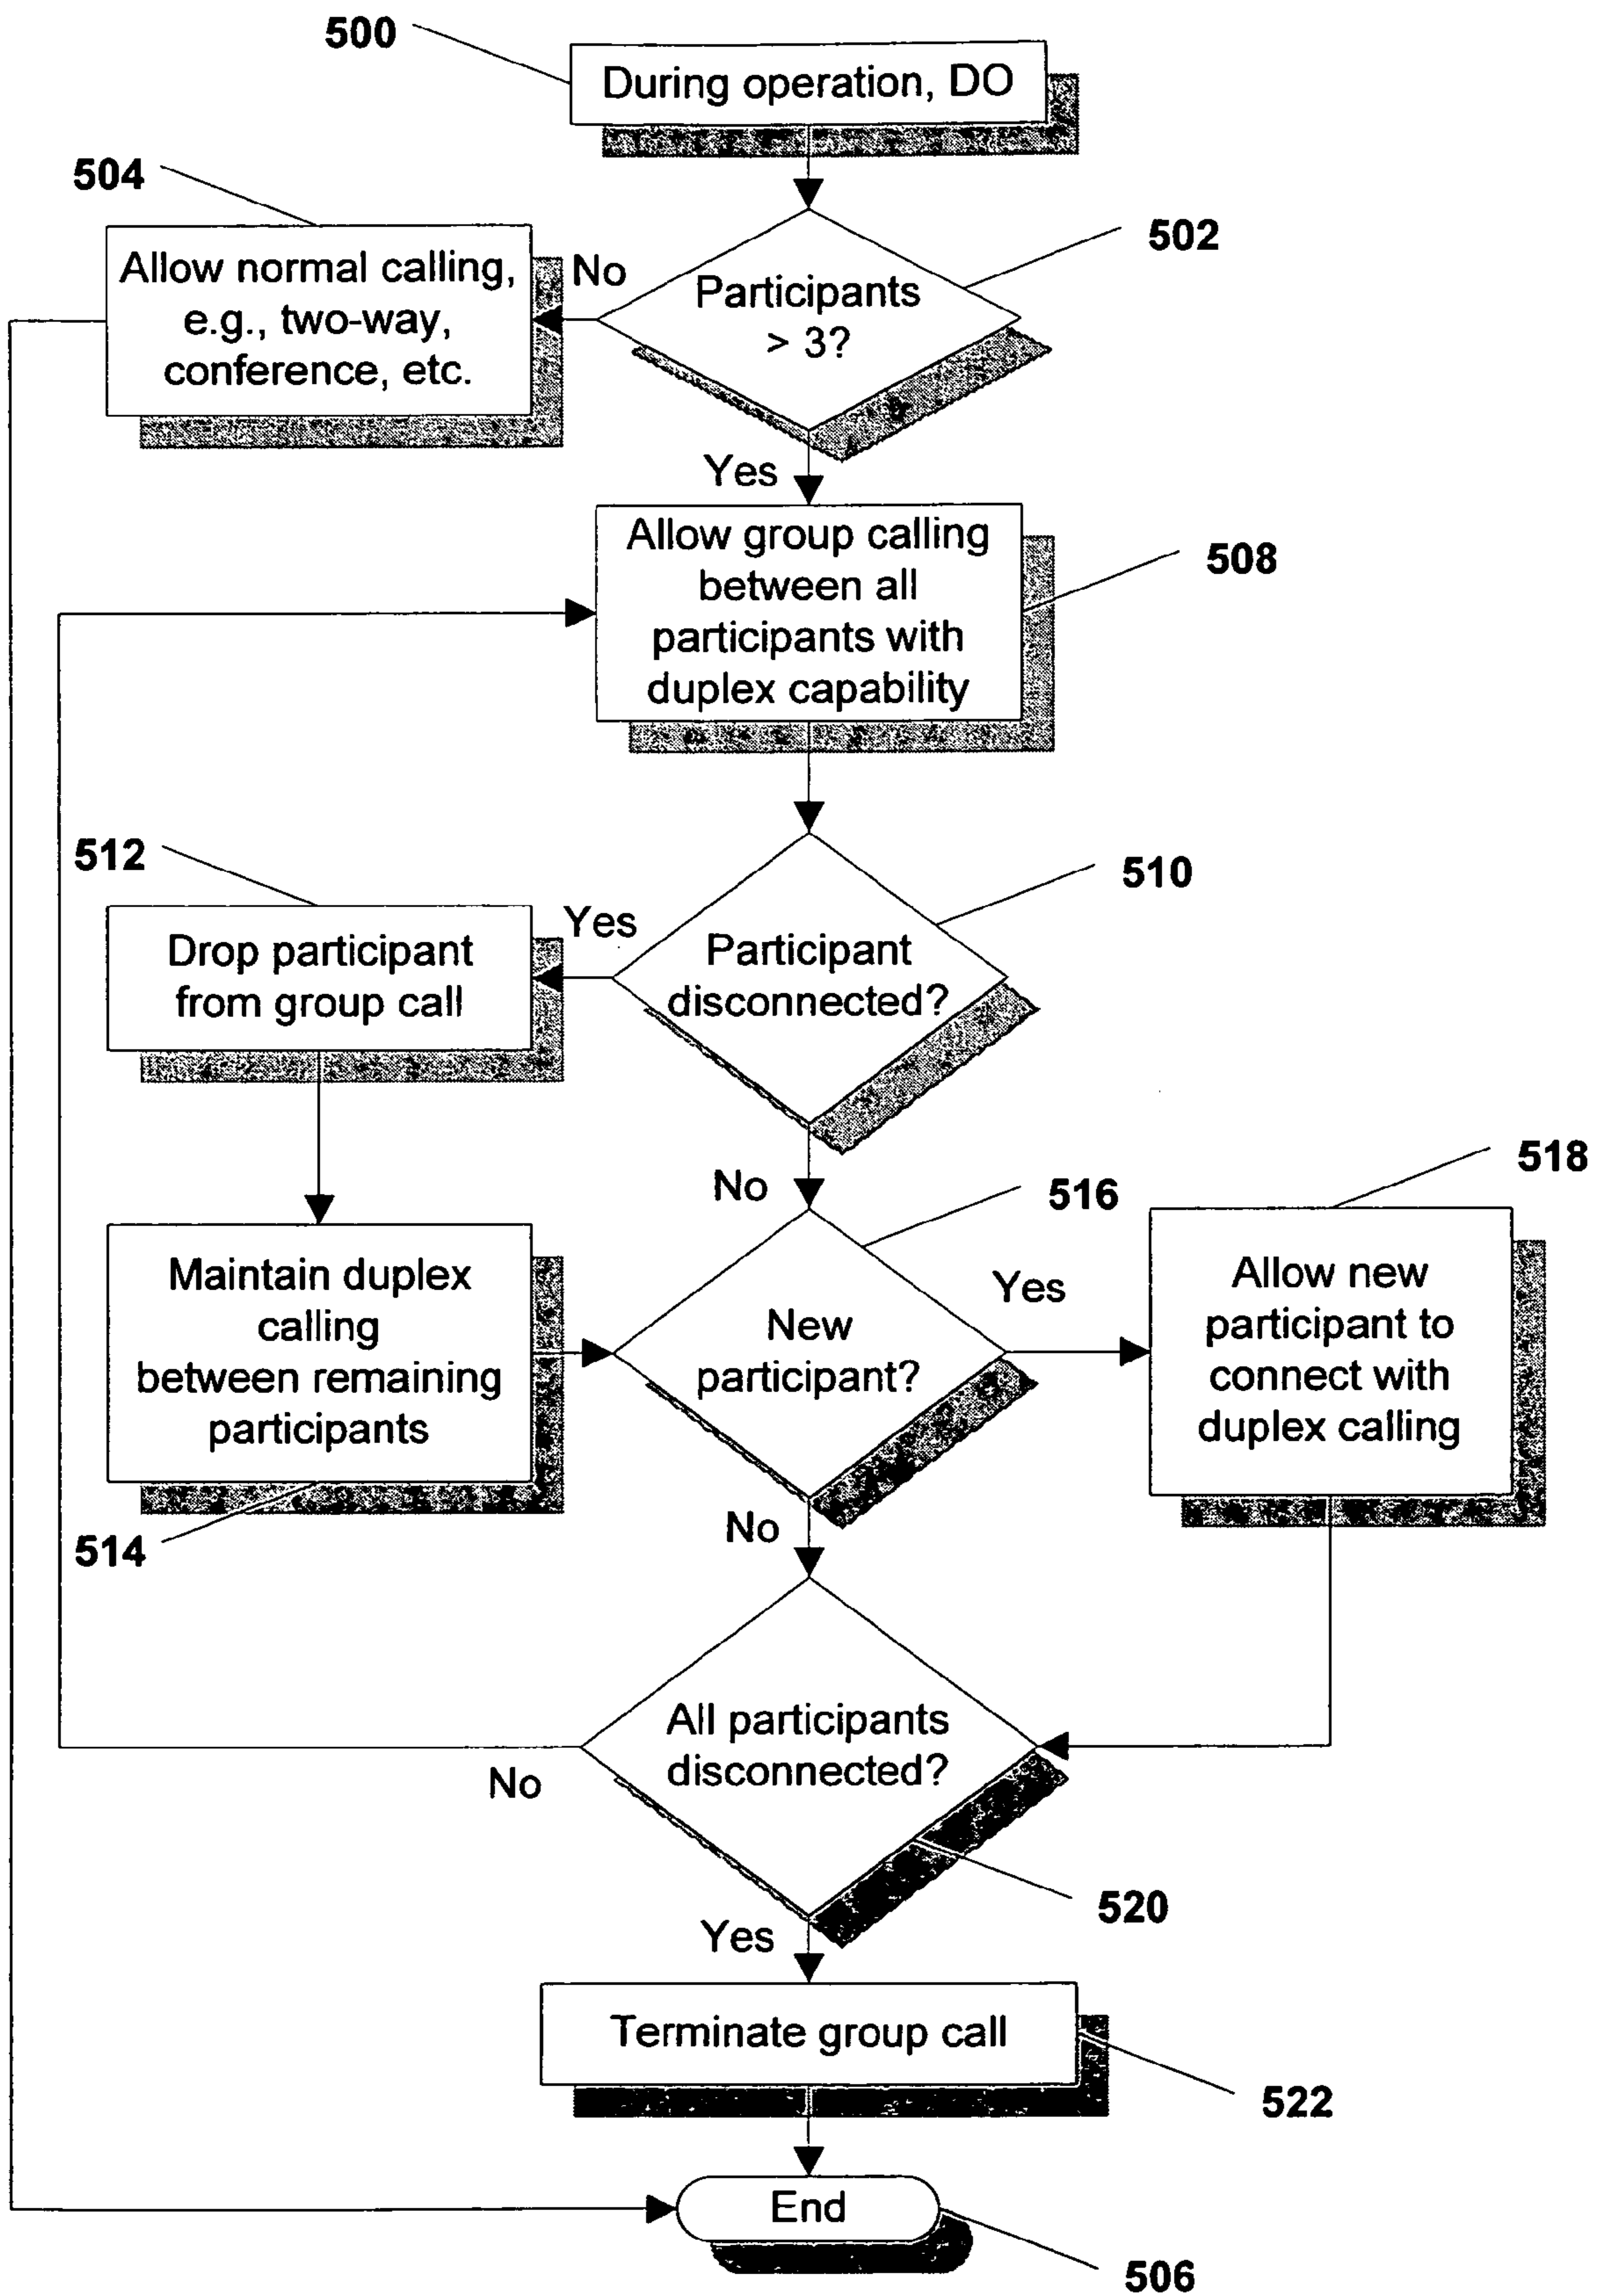 500
During operation, DO
504
502
Allow normal calling,
e.g., two-way,
conference, etc.
No
Participants
> 3?
Yes
Allow group calling
between all
participants with
duplex capability
508
512
510
Drop participant
from group call
Yes
Participant
disconnected?
No
516
518
Maintain duplex
calling
between remaining
participants
514
New
participant?
Yes
Allow new
participant to
connect with
duplex calling
No
All participants
disconnected?
No
520
Yes
Terminate group call
522
End
506